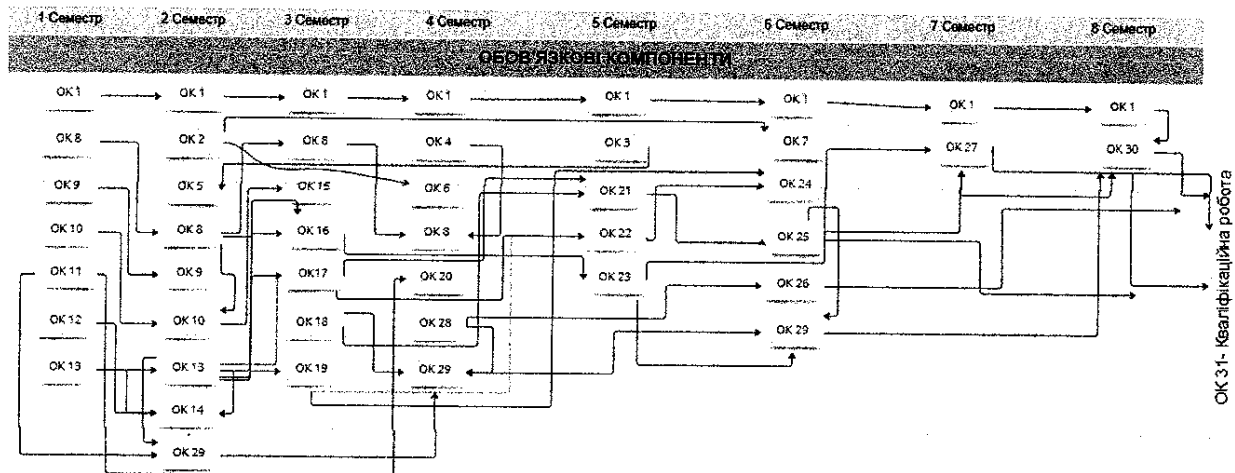 1 Семестр
2 Семестр
3 Семестр
4 Семестр
5 Семестр
6 Семестр
7 Семестр
8 Семестр
ОБОВ'ЯЗКОВІ КОМПОНЕНТИ
ОК 1
ОК 8
ОК 9
ОК 10
ОК 11
ОК 12
ОК 13
ОК 1
ОК 2
ОК 5
ОК 8
ОК 9
ОК 10
ОК 13
ОК 14
ОК 29
ОК 1
ОК 8
ОК 15
ОК 16
ОК 17
ОК 18
ОК 19
ОК 1
ОК 4
ОК 6
ОК 8
ОК 20
ОК 28
ОК 29
ОК 1
ОК 3
ОК 21
ОК 22
ОК 23
ОК 1
ОК 7
ОК 24
ОК 25
ОК 26
ОК 29
ОК 1
ОК 27
ОК 1
ОК 30
ОК 31- Кваліфікаційна робота